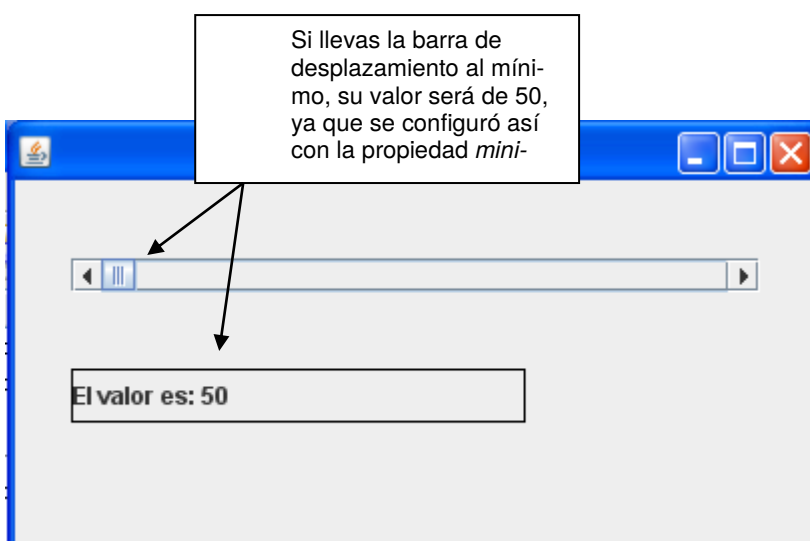 Si llevas la barra de
desplazamiento al míni-
mo, su valor será de 50,
ya que se configuró así
con la propiedad mini-
El valor es: 50